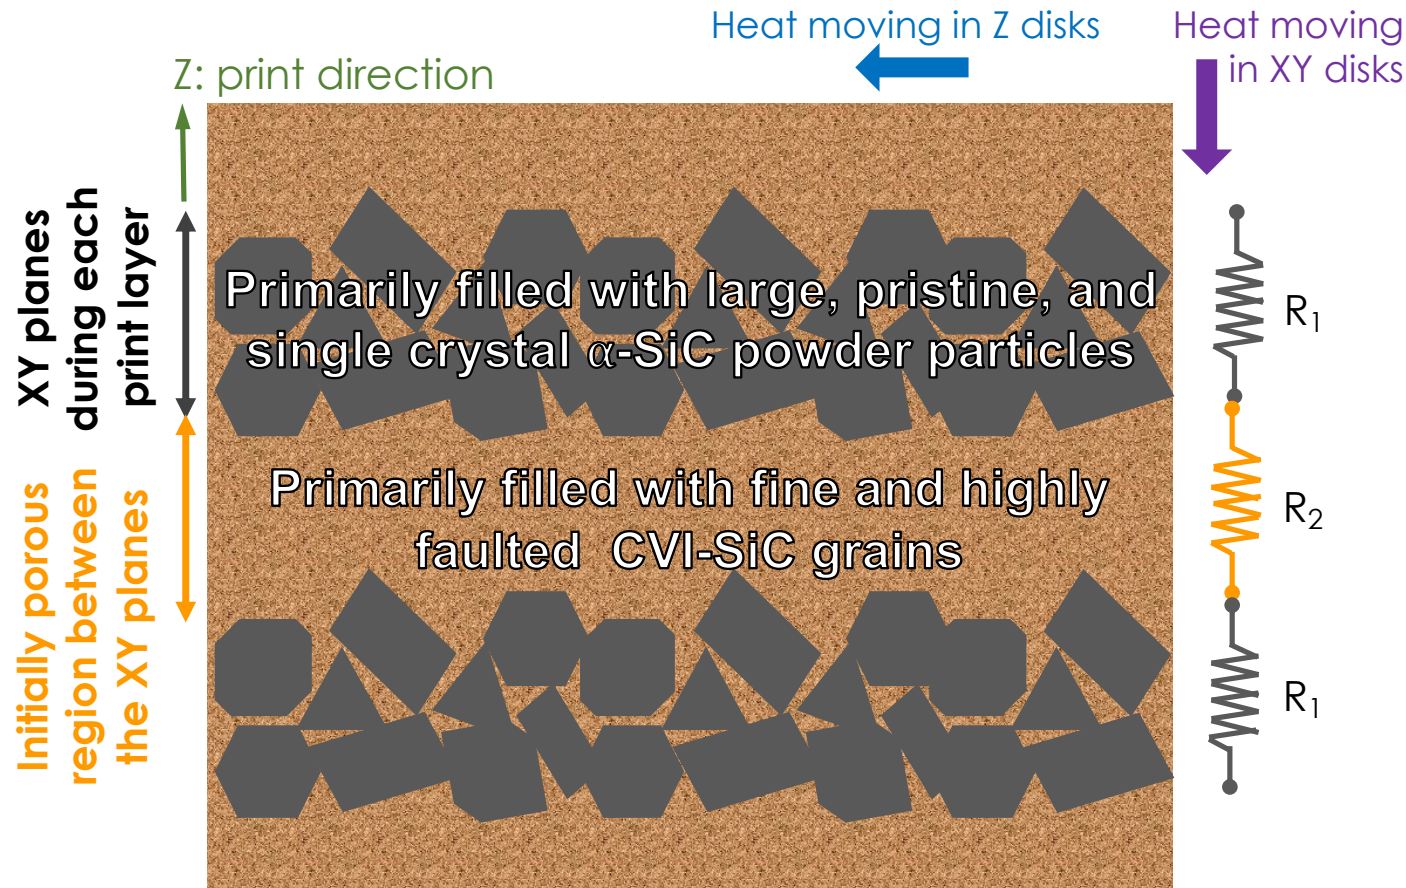 Heat moving in Z disks
Heat moving
in XY disks
Z: print direction
XY planes
during each
print layer
Primarily filled with large, pristine, and
single crystal α-SiC powder particles
R1
Initially porous
region between
the XY planes
Primarily filled with fine and highly
faulted CVI-SiC grains
R2
R1